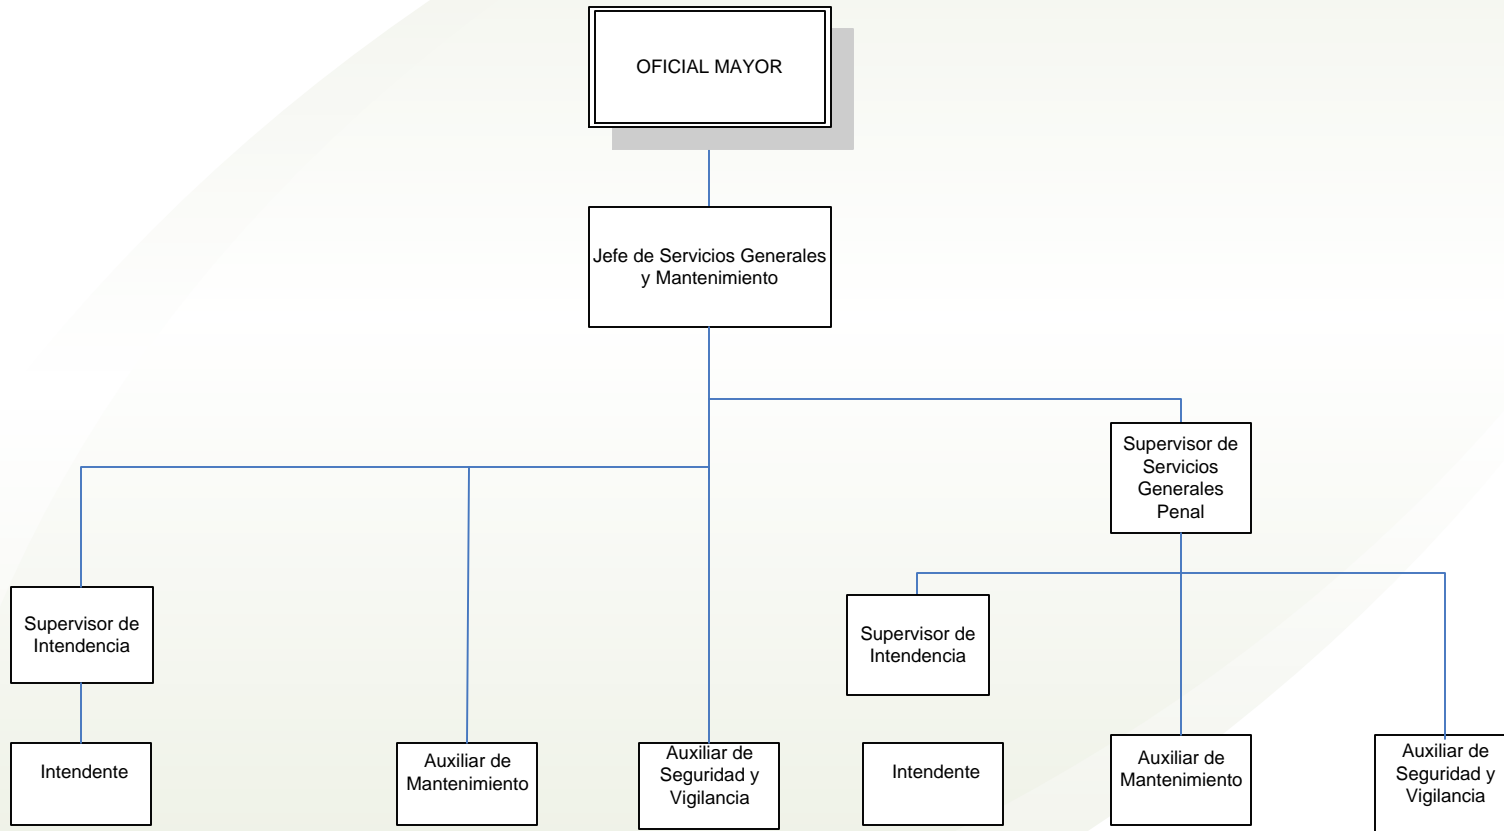 OFICIAL MAYOR
Jefe de Servicios Generales
y Mantenimiento
Supervisor de
Servicios
Generales
Penal
Supervisor de
Intendencia
Supervisor de
Intendencia
Intendente
Auxiliar de
Mantenimiento
Auxiliar de
Seguridad y
Vigilancia
Intendente
Auxiliar de
Mantenimiento
Auxiliar de
Seguridad y
Vigilancia